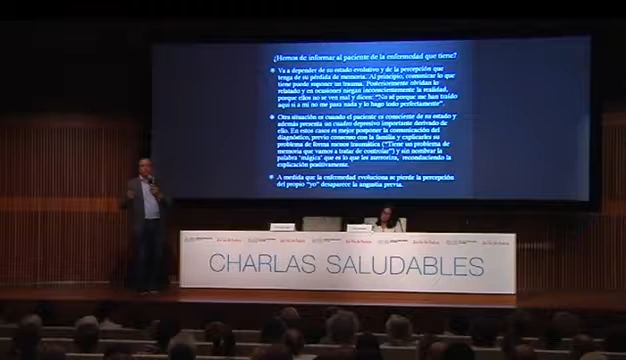 ¿Hemos de informar al paciente de la enfermedad que tiene?
Va a depender de su estado evolutivo y de la percepción que
tenga de su pérdida de memoria. Al principio, comunicar lo que
tiene puede suponer un trauma. Posteriormente olvidan lo
relatado y en ocasiones niegan inconscientemente la realidad,
porque ellos no se ven mal y dicen: "No sé porque me han traído
aquí si a mí no me para nada y lo hago todo perfectamente".
Otra situación es cuando el paciente es consciente de su estado y
además presenta un cuadro depresivo importante derivado de
ello. En estos casos es mejor posponer la comunicación del
diagnóstico, previo consenso con la familia y explicarles su
problema de forma menos traumática ("Tiene un problema
de memoria que vamos a tratar de controlar") y sin nombrar la
palabra "mágica" que es lo que les aterroriza, reconduciendo la
explicación positivamente.
A medida que la enfermedad evoluciona se pierde la percepción
del propio "yo" desaparece la angustia previa.
CHARLAS SALUDABLES